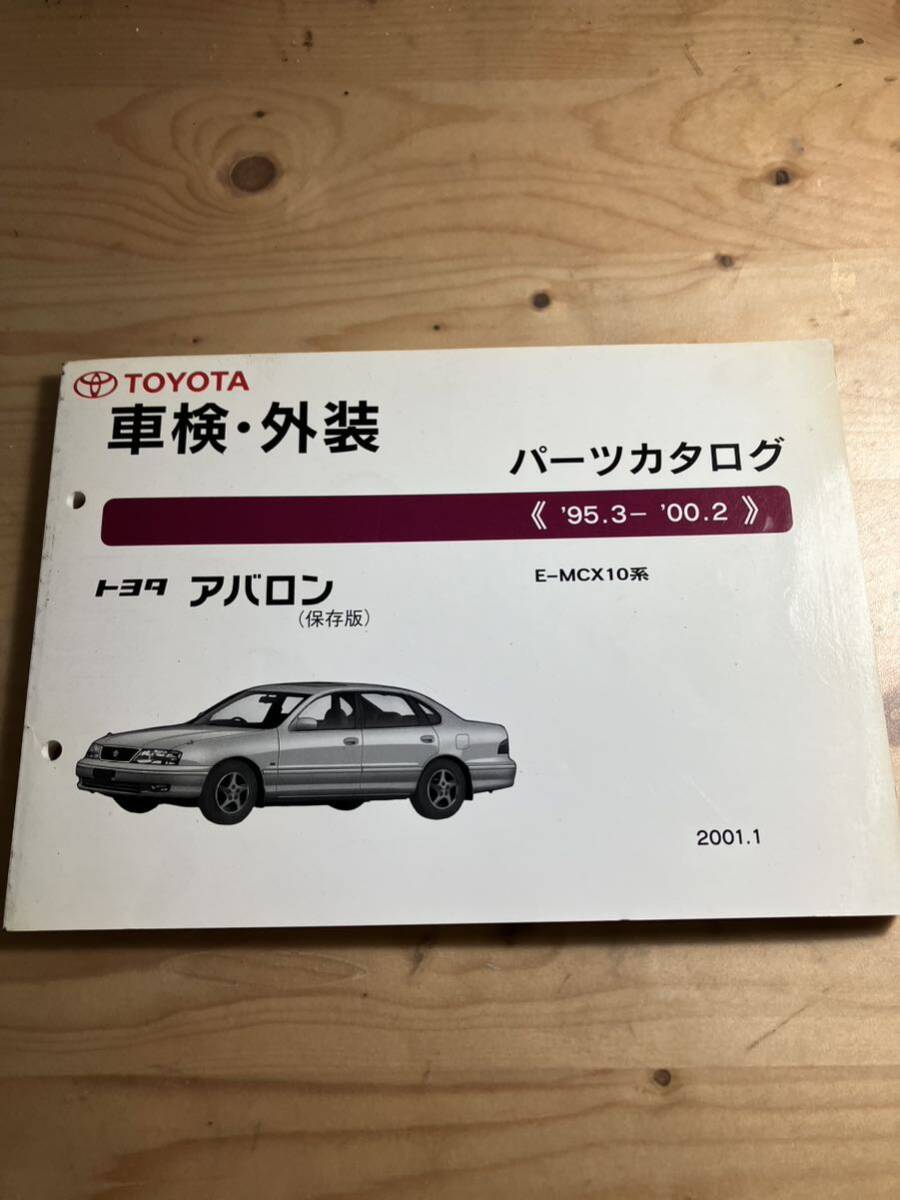 TOYOTA
車検・外装
パーツカタログ
《 '95.3− '00.2 》
トヨタ アバロン
E−MCX10系
(保存版)
2001.1